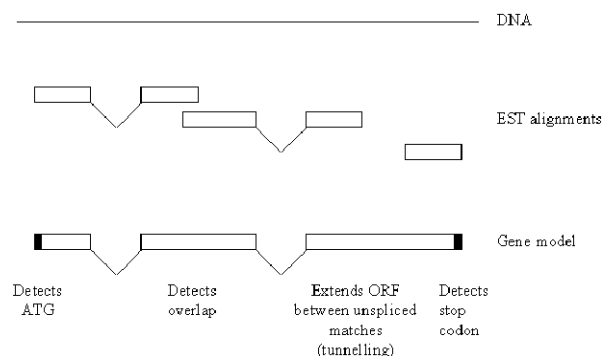 DNA
EST alignments
Gene model
Detects
ATG
Detects
overlap
Extends ORF
between unspliced
matches
(tunnelling)
Detects
stop
codon